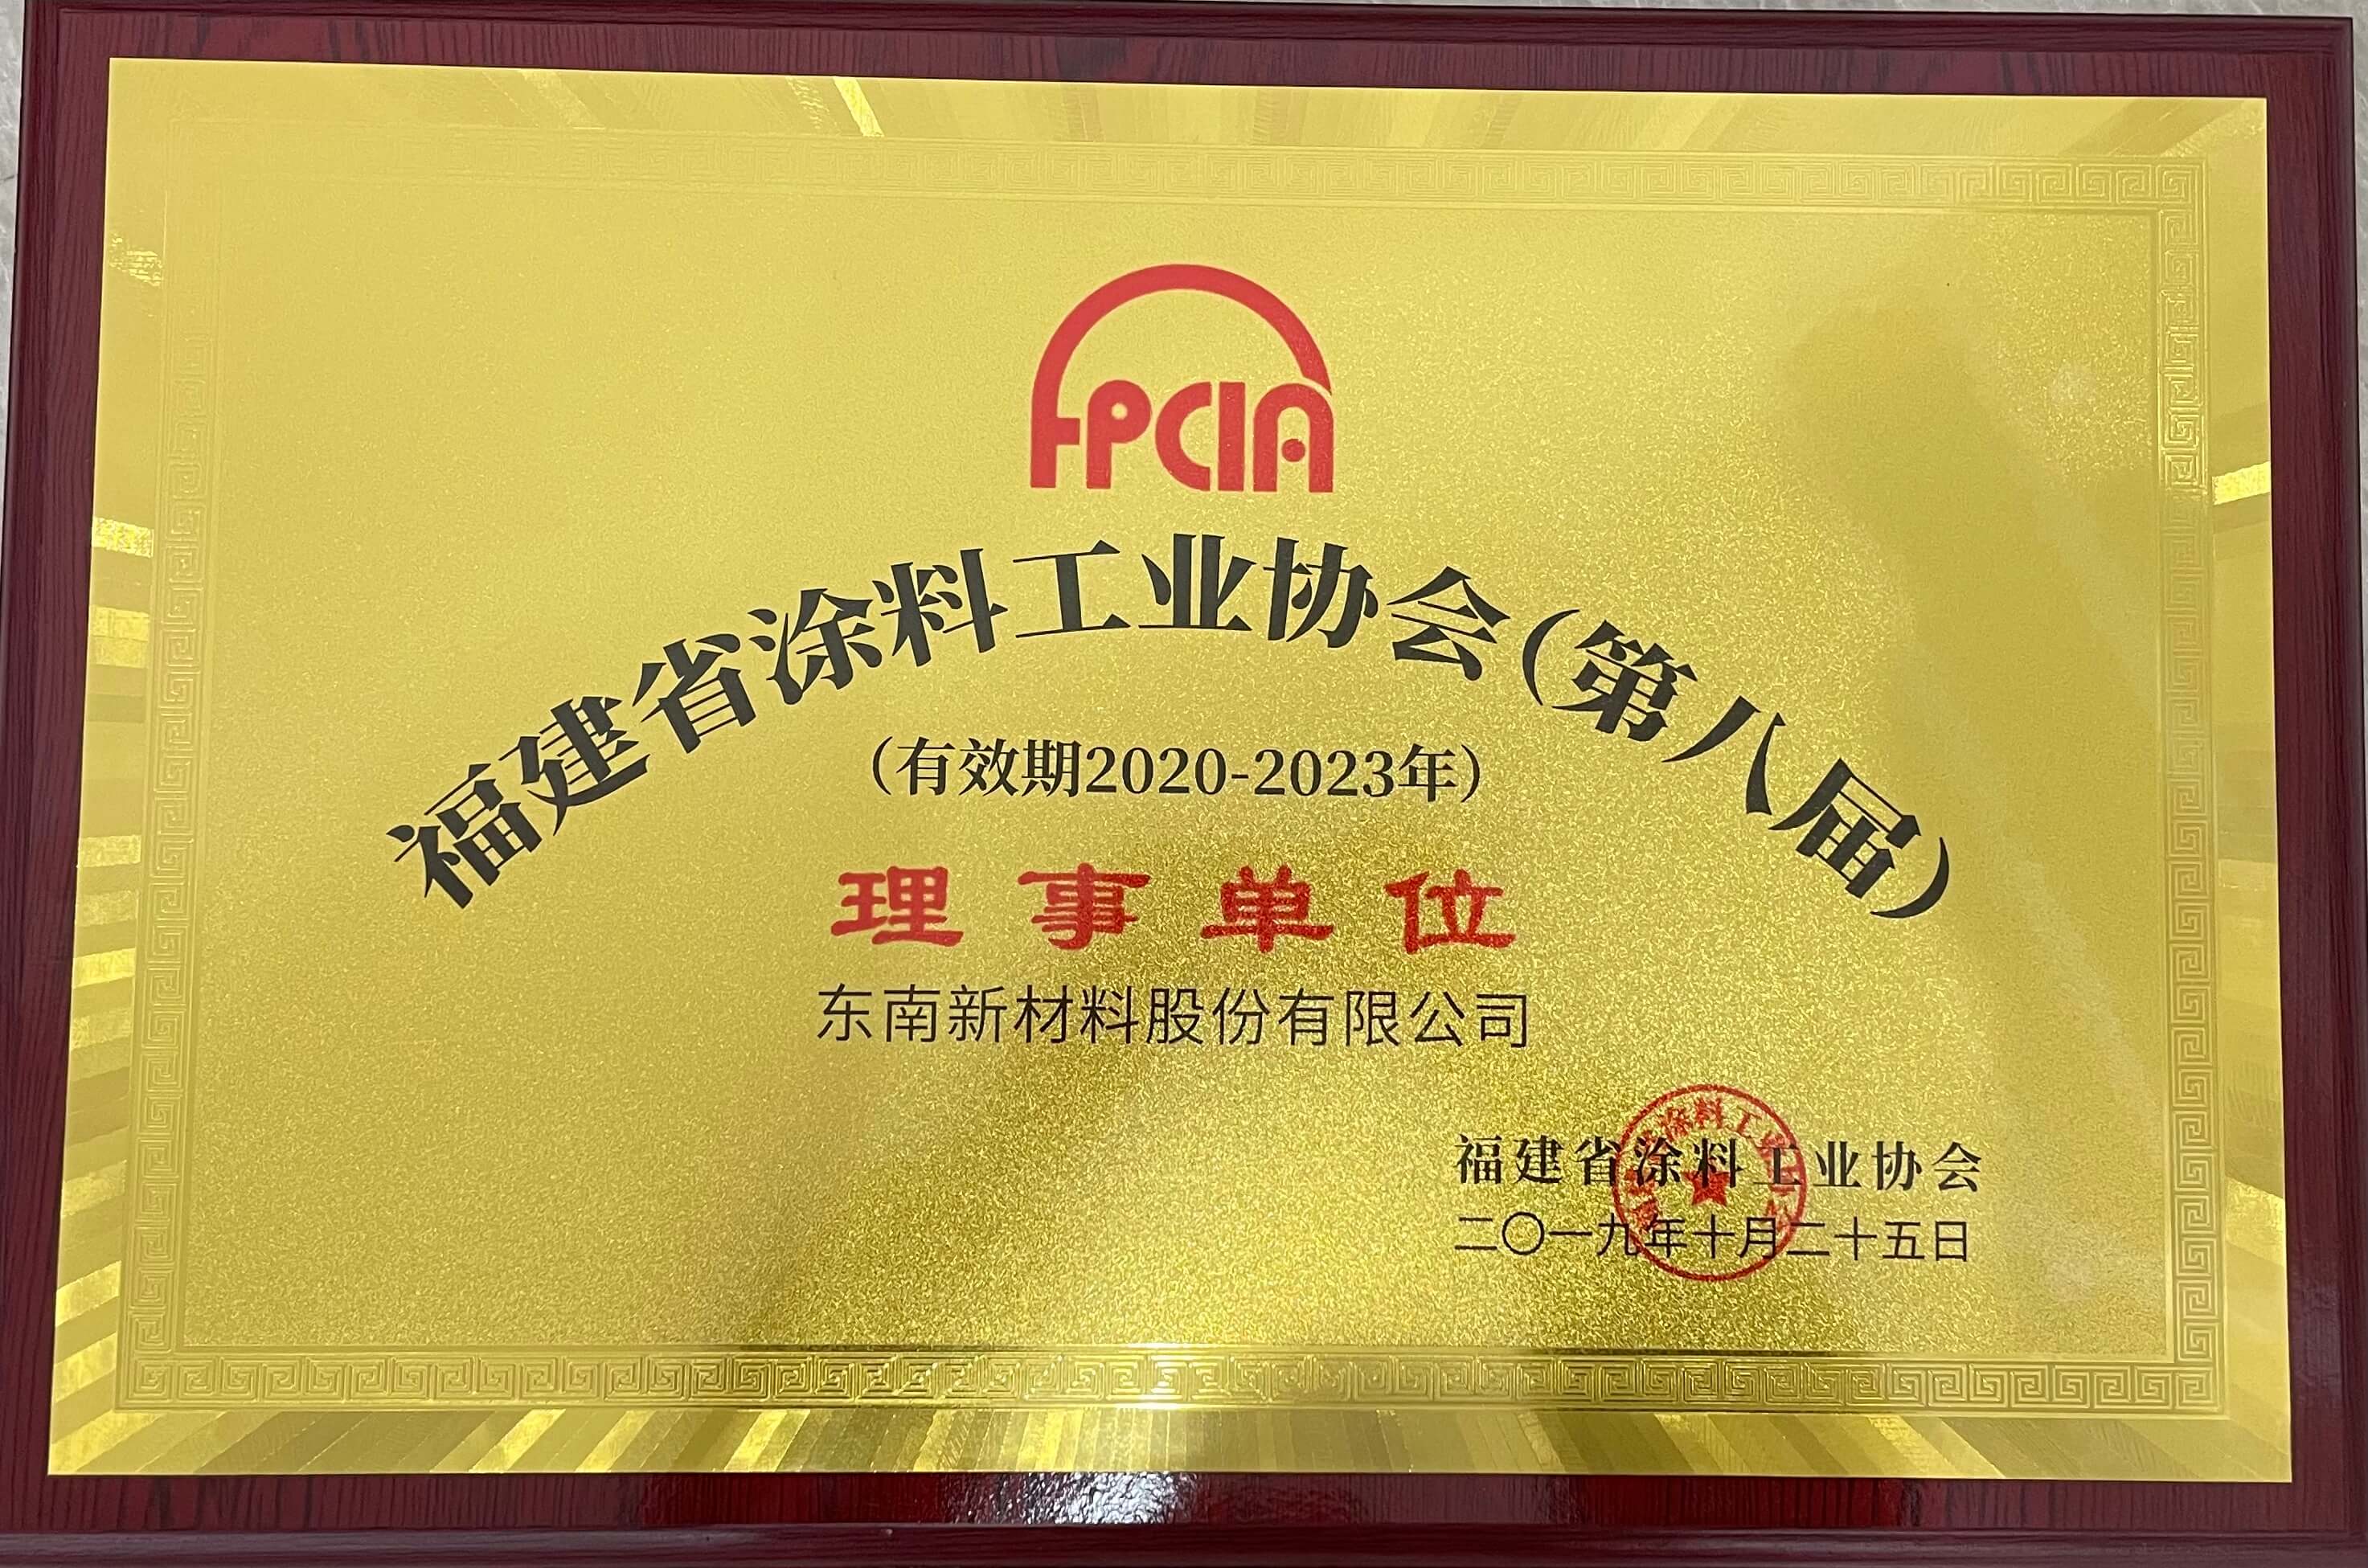 FPCIA
福建省涂料工业协会(第八届)
(有效期2020-2023年)
理事单位
东南新材料股份有限公司
福建省涂料工业协会
二〇一九年十月二十五日